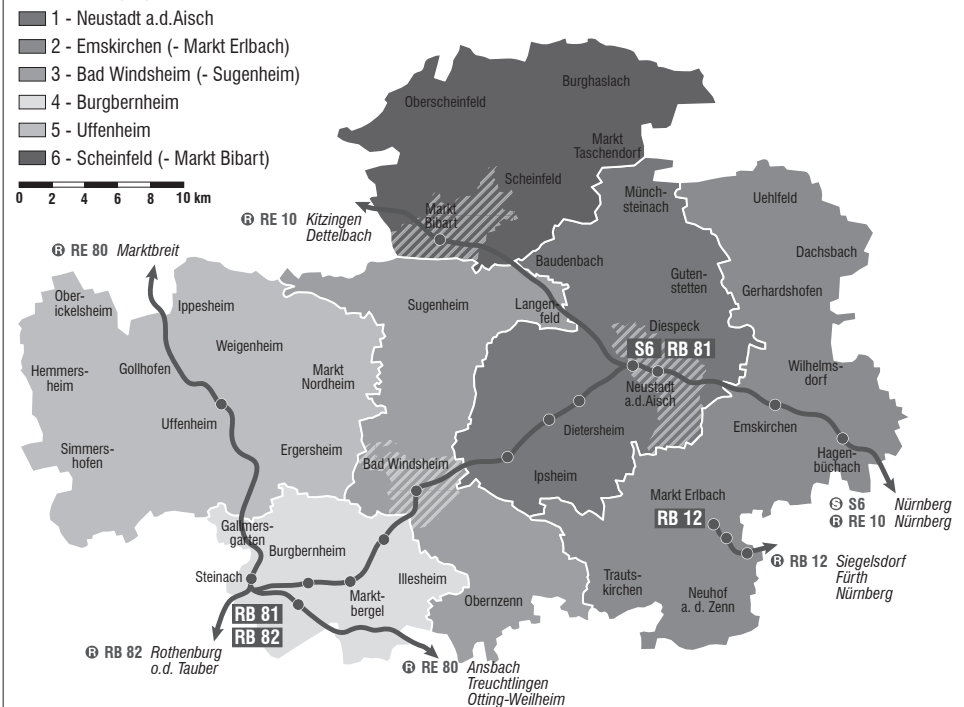 1 - Neustadt a.d.Aisch
2 - Emskirchen (- Markt Erlbach)
3 - Bad Windsheim (- Sugenheim)
4 - Burgbernheim
5 - Uffenheim
6 - Scheinfeld (- Markt Bibart)
0 2 4 6 8 10 km
Burghaslach
Oberscheinfeld
Markt
Taschendorf
Scheinfeld
Münch-
steinach
Uehlfeld
Markt
Bibart
R RE 10 Kitzingen
Dettelbach
R RE 80 Marktbreit
Baudenbach
Dachsbach
Guten-
stetten
Gerhardshofen
Ober-
ickelsheim
Ippesheim
Sugenheim
Langen-
feld
Diespeck
S6 RB 81
Weigenheim
Hemmers-
heim
Gollhofen
Markt
Nordheim
Neustadt
a.d.Aisch
Wilhelms-
dorf
Uffenheim
Dietersheim
Emskirchen
Simmers-
hofen
Ergersheim
Bad Windsheim
Ipsheim
Hagen-
büchach
Markt Erlbach
RB 12
S S6 Nürnberg
R RE 10 Nürnberg
Gallmers-
garten
Burgbernheim
R RB 12 Siegelsdorf
Fürth
Nürnberg
Steinach
Illesheim
Markt-
bergel
Obernzenn
Trauts-
kirchen
Neuhof
a. d. Zenn
RB 81
RB 82
R RB 82 Rothenburg
o.d. Tauber
R RE 80 Ansbach
Treuchtlingen
Otting-Weilheim